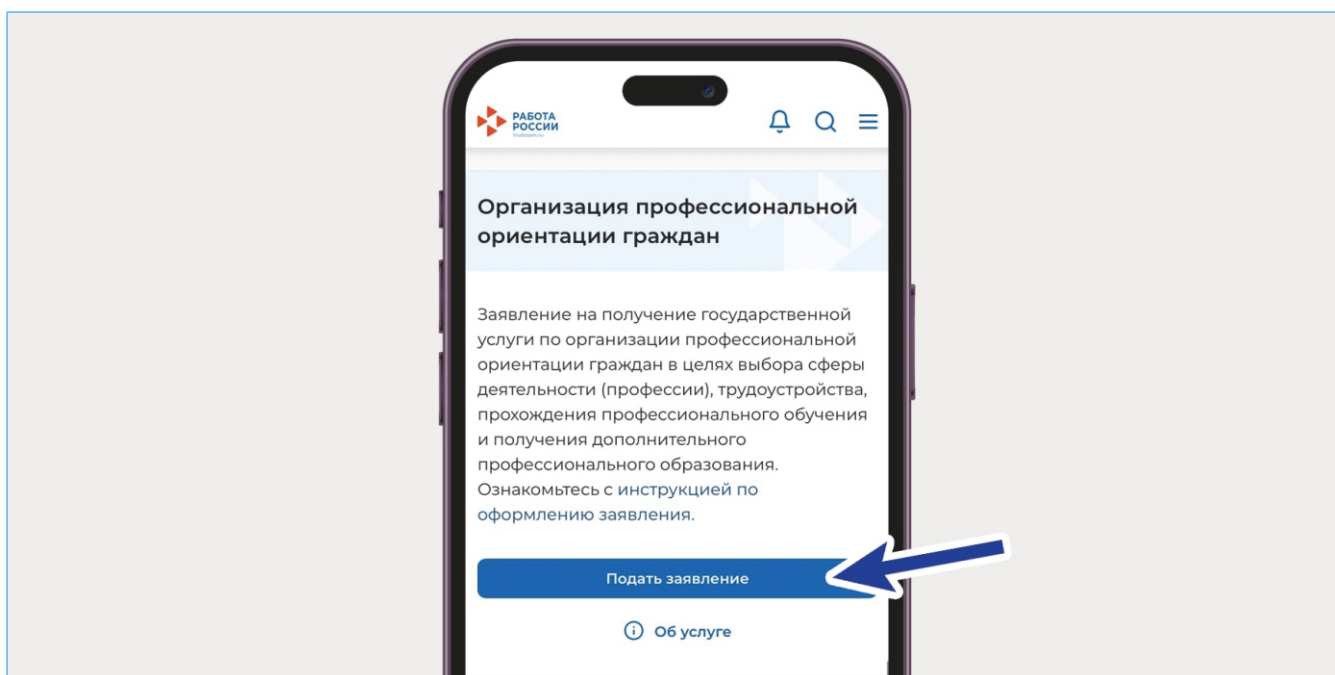 РАБОТА
РОССИИ
trudvsem.ru
Организация профессиональной
ориентации граждан
Заявление на получение государственной
услуги по организации профессиональной
ориентации граждан в целях выбора сферы
деятельности (профессии), трудоустройства,
прохождения профессионального обучения
и получения дополнительного
профессионального образования.
Ознакомьтесь с инструкцией по
оформлению заявления.
Подать заявление
Об услуге